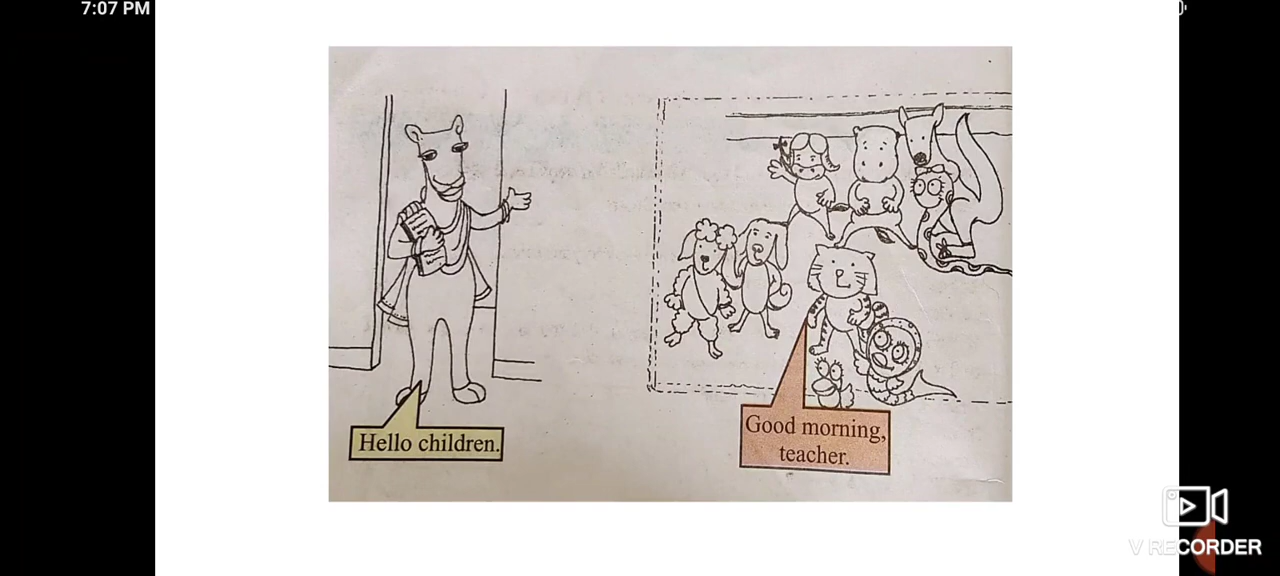 7:07 PM
Hello children.
Good morning,
teacher.
V RECORDER